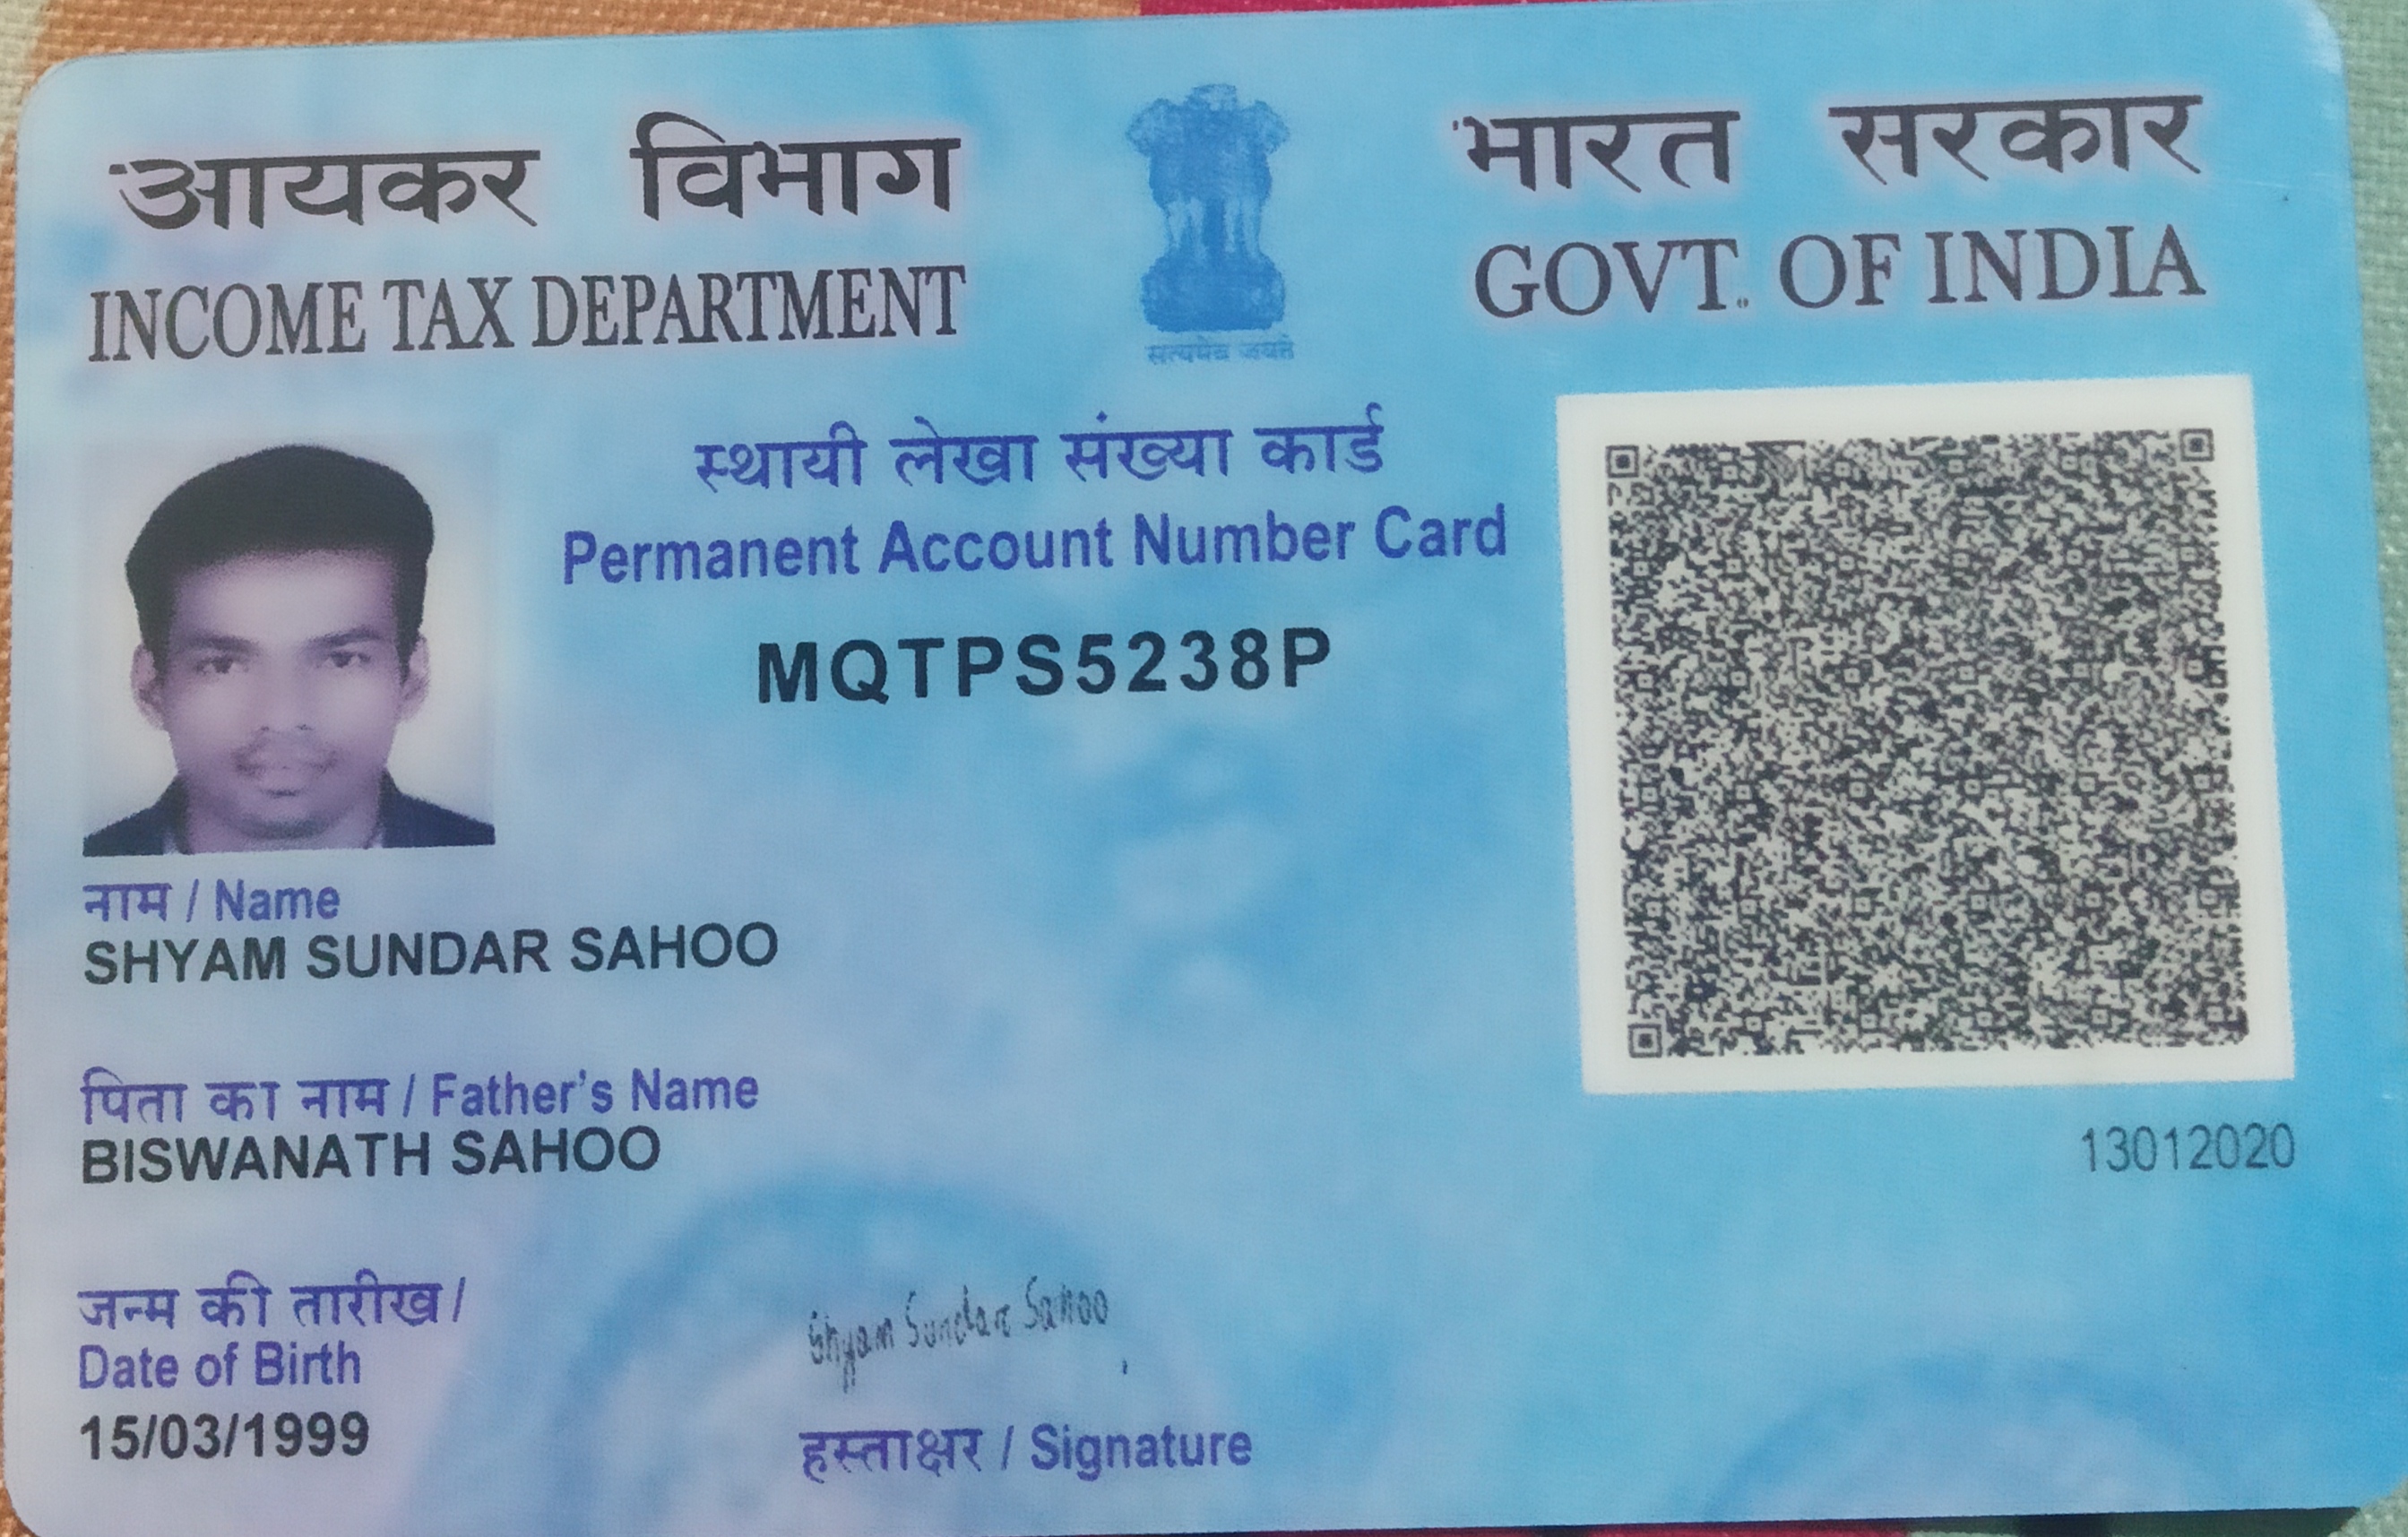 आयकर विभाग
INCOME TAX DEPARTMENT
सत्यमेव जयते
भारत सरकार
GOVT. OF INDIA
स्थायी लेखा संख्या कार्ड
Permanent Account Number Card
MQTPS5238P
नाम / Name
SHYAM SUNDAR SAHOO
पिता का नाम / Father's Name
BISWANATH SAHOO
13012020
जन्म की तारीख /
Date of Birth
15/03/1999
Shyam Sundar Sahoo
हस्ताक्षर / Signature